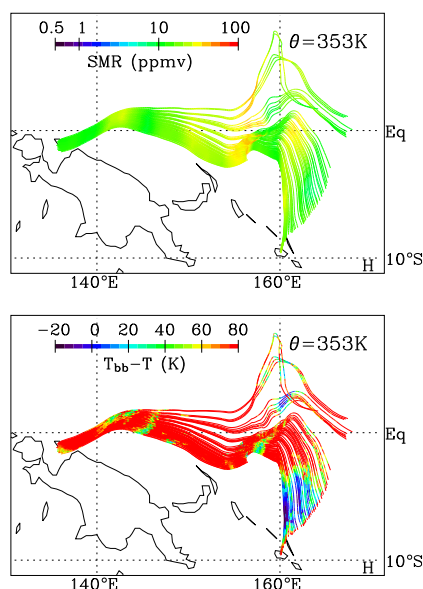 0.5 1 10 100
θ=353K
SMR (ppmv)
Eq
H 10°S
140°E 160°E
-20 0 20 40 60 80
θ=353K
Tbb-T (K)
Eq
H 10°S
140°E 160°E